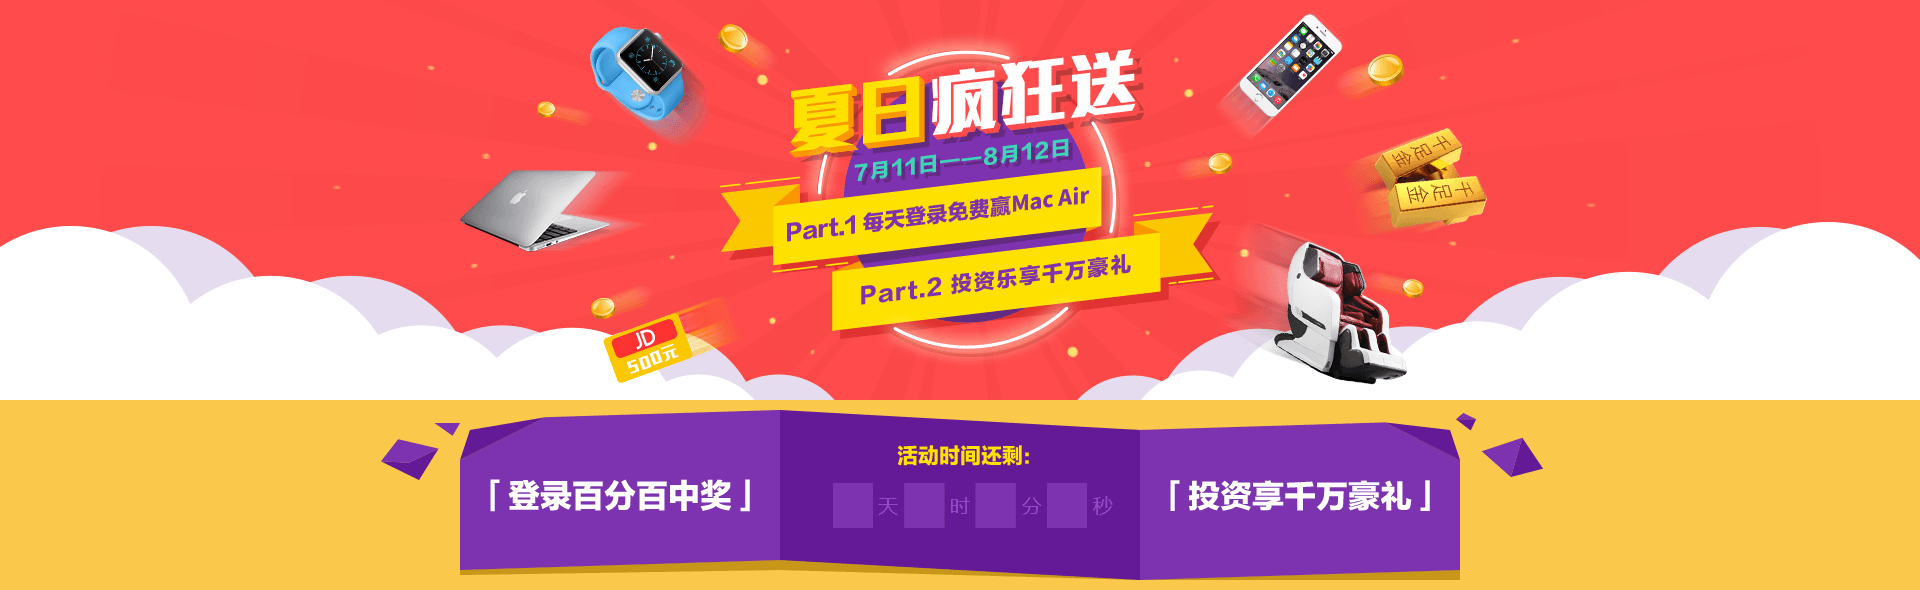 夏日疯狂送
7月11日一一8月12日
Part.1 每天登录免费赢Mac Air
Part.2 投资乐享千万豪礼
千足金
千足金
JD
500元
活动时间还剩:
「登录百分百中奖」
天 时 分 秒
「投资享千万豪礼」